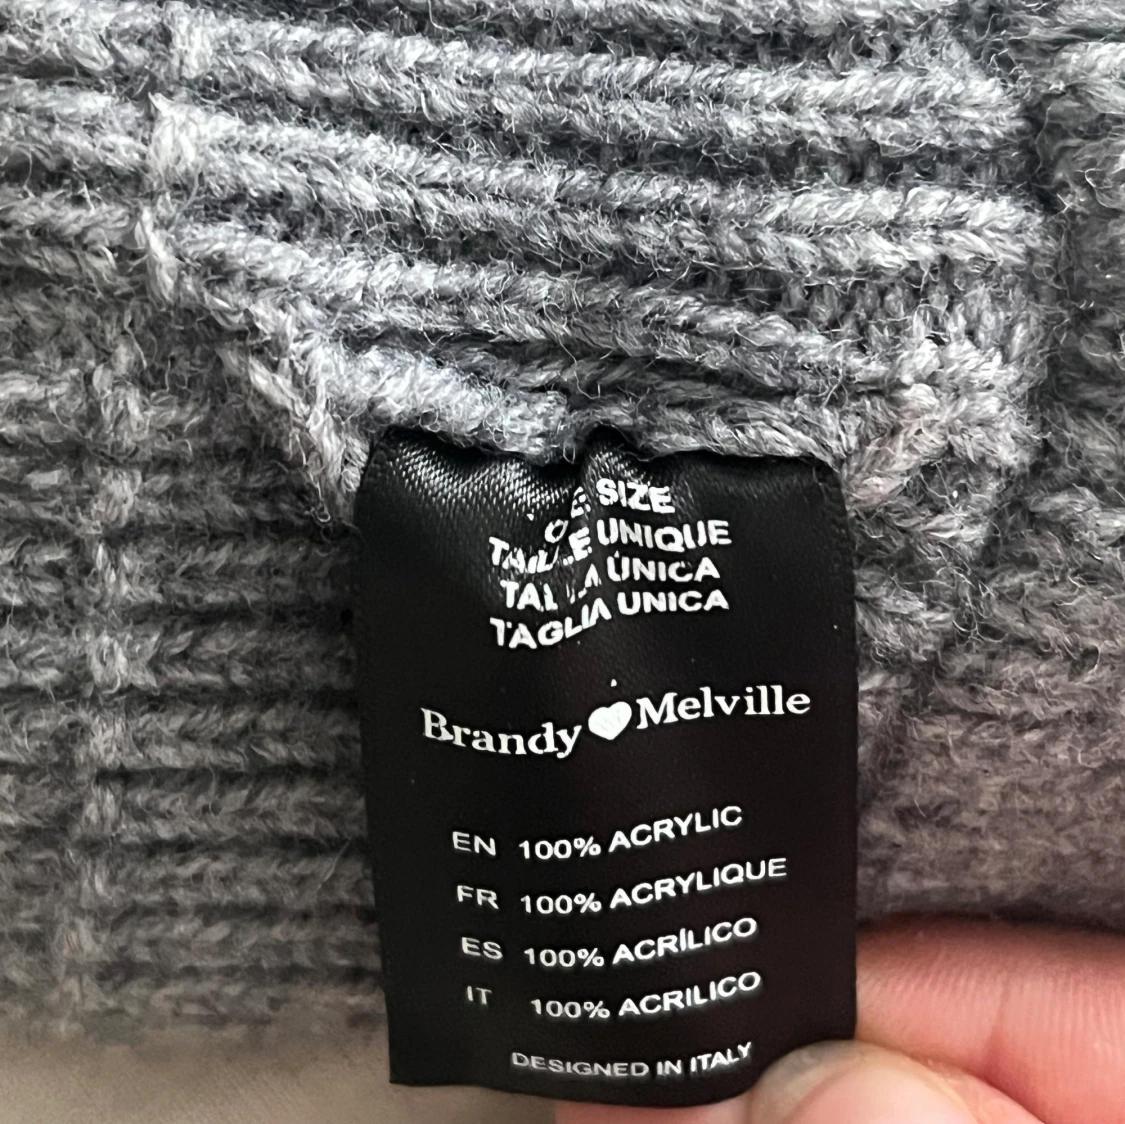 SIZE
TAILLE UNIQUE
TALLA ÚNICA
TAGLIA UNICA
Brandy Melville
EN 100% ACRYLIC
FR 100% ACRYLIQUE
ES 100% ACRÍLICO
IT 100% ACRILICO
DESIGNED IN ITALY